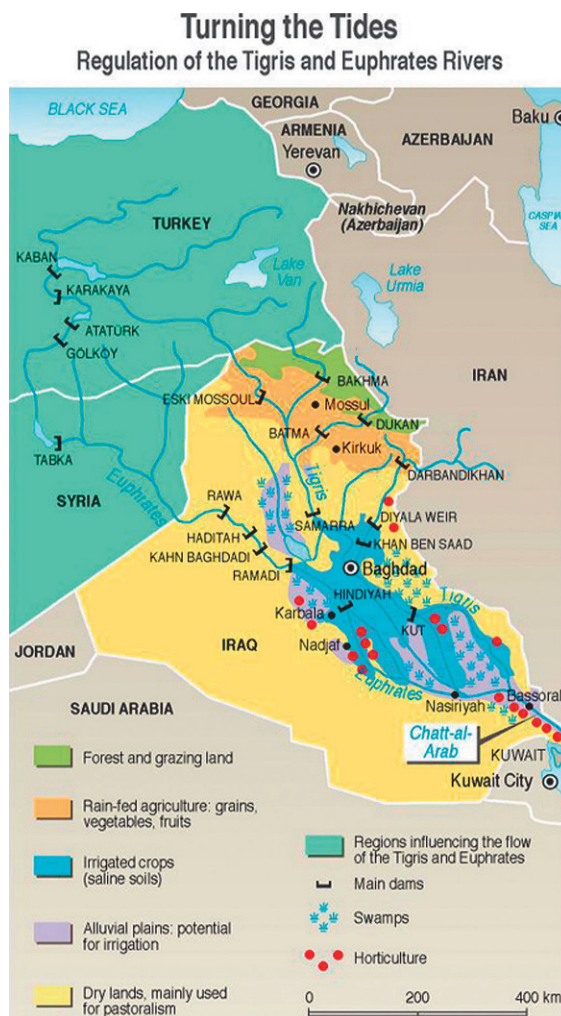 Turning the Tides
Regulation of the Tigris and Euphrates Rivers
BLACK SEA
GEORGIA
ARMENIA
Yerevan
AZERBAIJAN
Baku
Nakhichevan
(Azerbaijan)
CASPIAN
SEA
TURKEY
KABAN
KARAKAYA
Lake
Van
Lake
Urmia
ATATÜRK
GÖLKÖY
IRAN
BAKHMA
ESKI MOSSOUL
Mossul
DUKAN
BATMA
Kirkuk
TABKA
DARBANDIKHAN
SYRIA
Euphrates
Tigris
RAWA
SAMARRA
DIYALA WEIR
HADITAH
KHAN BEN SAAD
KAHN BAGHDADI
RAMADI
Baghdad
HINDIYAH
Tigris
Karbala
KUT
JORDAN
IRAQ
Nadjaf
Euphrates
Nasiriyah
Bassorah
SAUDI ARABIA
Chatt-al-
Arab
KUWAIT
Kuwait City
Forest and grazing land
Rain-fed agriculture: grains,
vegetables, fruits
Irrigated crops
(saline soils)
Alluvial plains: potential
for irrigation
Dry lands, mainly used
for pastoralism
Regions influencing the flow
of the Tigris and Euphrates
Main dams
Swamps
Horticulture
0 200 400 km